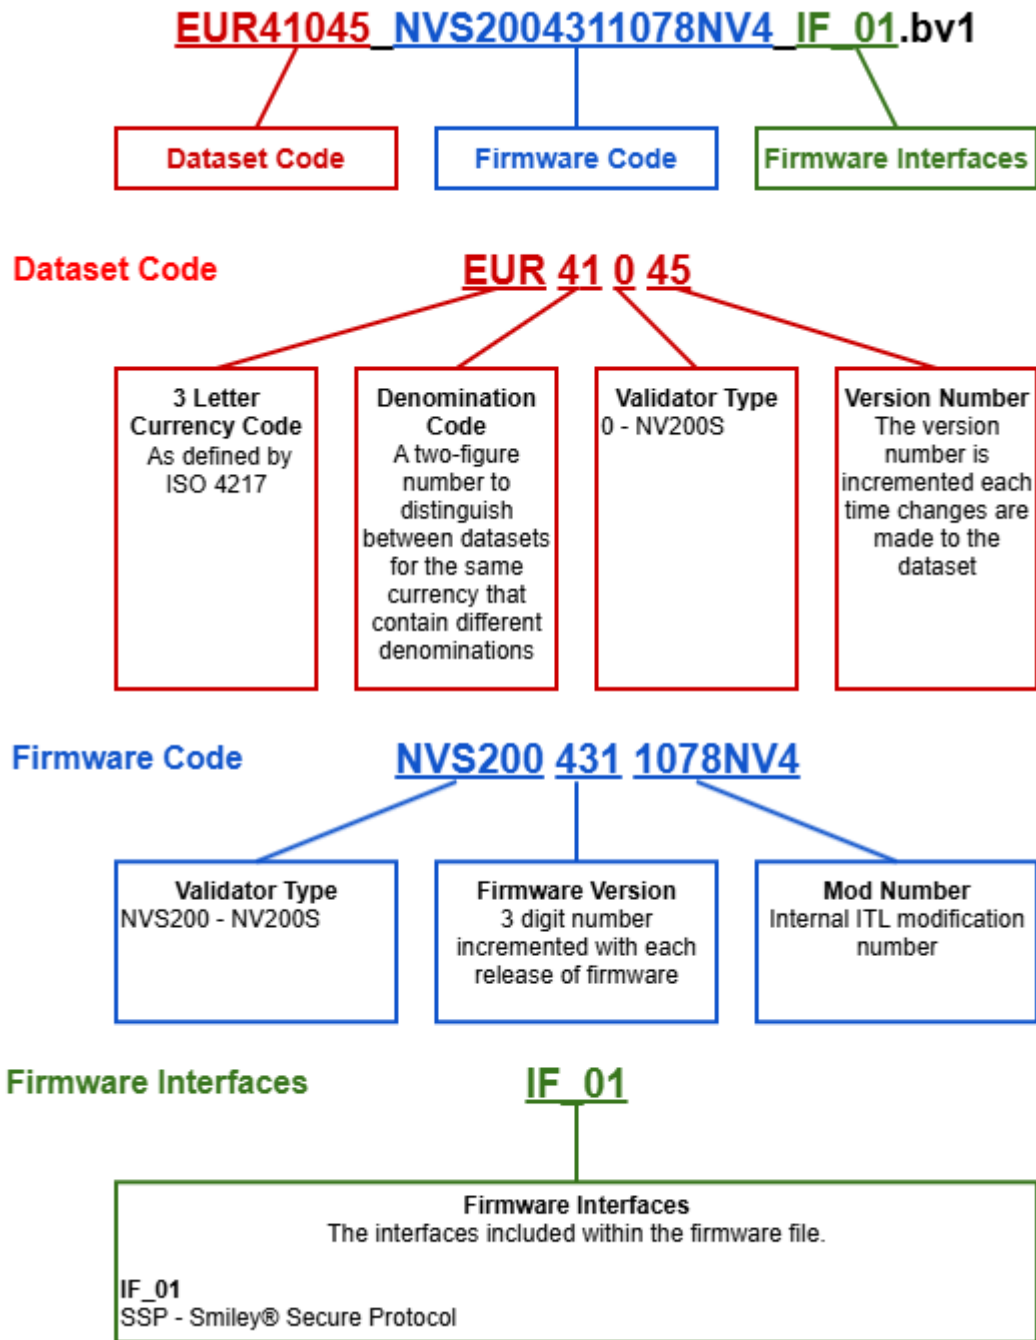 EUR41045_NVS2004311078NV4_IF_01.bv1
Dataset Code
Firmware Code
Firmware Interfaces
Dataset Code
EUR 41 0 45
3 Letter
Currency Code
As defined by
ISO 4217
Denomination
Code
A two-figure
number to
distinguish
between datasets
for the same
currency that
contain different
denominations
Validator Type
0 - NV200S
Version Number
The version
number is
incremented each
time changes are
made to the
dataset
Firmware Code
NVS200 431 1078NV4
Validator Type
NVS200 - NV200S
Firmware Version
3 digit number
incremented with each
release of firmware
Mod Number
Internal ITL modification
number
Firmware Interfaces
IF_01
Firmware Interfaces
The interfaces included within the firmware file.
IF_01
SSP - Smiley® Secure Protocol